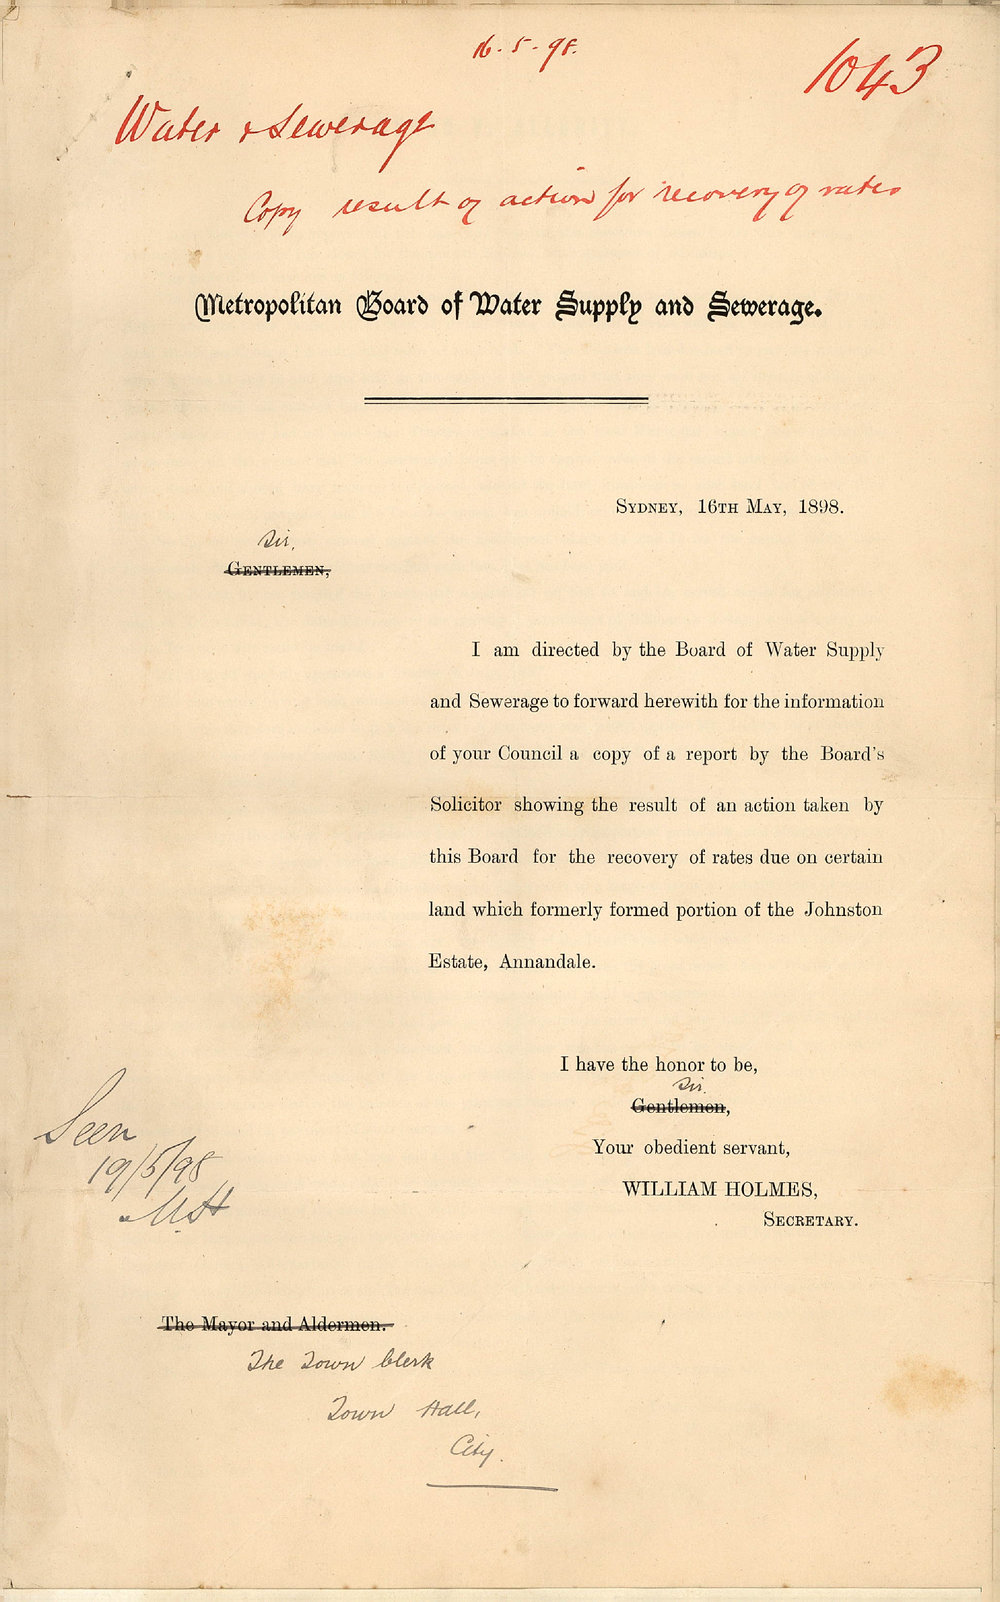 16.5.98.
1043
Water & Sewerage
Copy result of action for recovery of rates
Metropolitan Board of Water Supply and Sewerage.
SYDNEY, 16TH MAY, 1898.
Sir,
GENTLEMEN,
I am directed by the Board of Water Supply
and Sewerage to forward herewith for the information
of your Council a copy of a report by the Board's
Solicitor showing the result of an action taken by
this Board for the recovery of rates due on certain
land which formerly formed portion of the Johnston
Estate, Annandale.
I have the honor to be,
Sir.
Gentlemen,
Your obedient servant,
WILLIAM HOLMES,
SECRETARY.
Seen
19/5/98
The Mayor and Aldermen.
The Town Clerk
Town Hall,
City.